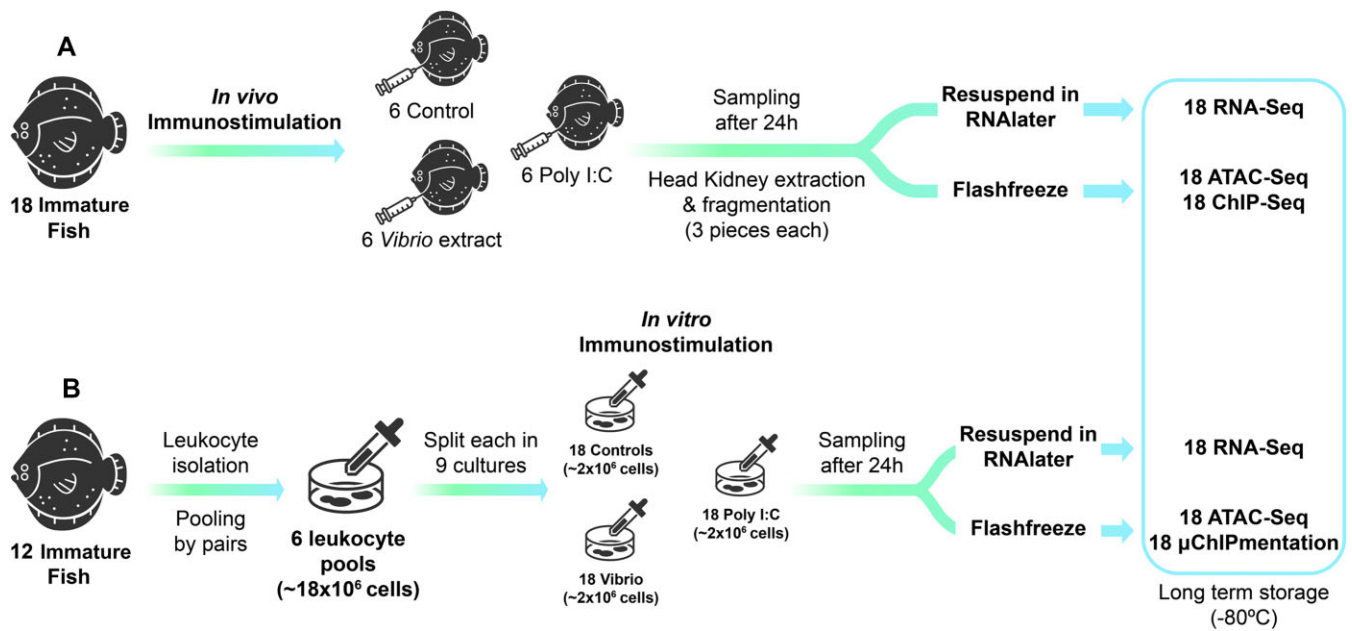 A
18 Immature
Fish
In vivo
Immunostimulation
6 Control
6 Vibrio extract
6 Poly I:C
Sampling
after 24h
Head Kidney extraction
& fragmentation
(3 pieces each)
Resuspend in
RNAlater
Flashfreeze
18 RNA-Seq
18 ATAC-Seq
18 ChIP-Seq
B
12 Immature
Fish
Leukocyte
isolation
Pooling
by pairs
6 leukocyte
pools
(~18x10⁶ cells)
Split each in
9 cultures
In vitro
Immunostimulation
18 Controls
(~2x10⁶ cells)
18 Vibrio
(~2x10⁶ cells)
18 Poly I:C
(~2x10⁶ cells)
Sampling
after 24h
Resuspend in
RNAlater
Flashfreeze
18 RNA-Seq
18 ATAC-Seq
18 µChIPmentation
Long term storage
(-80ºC)